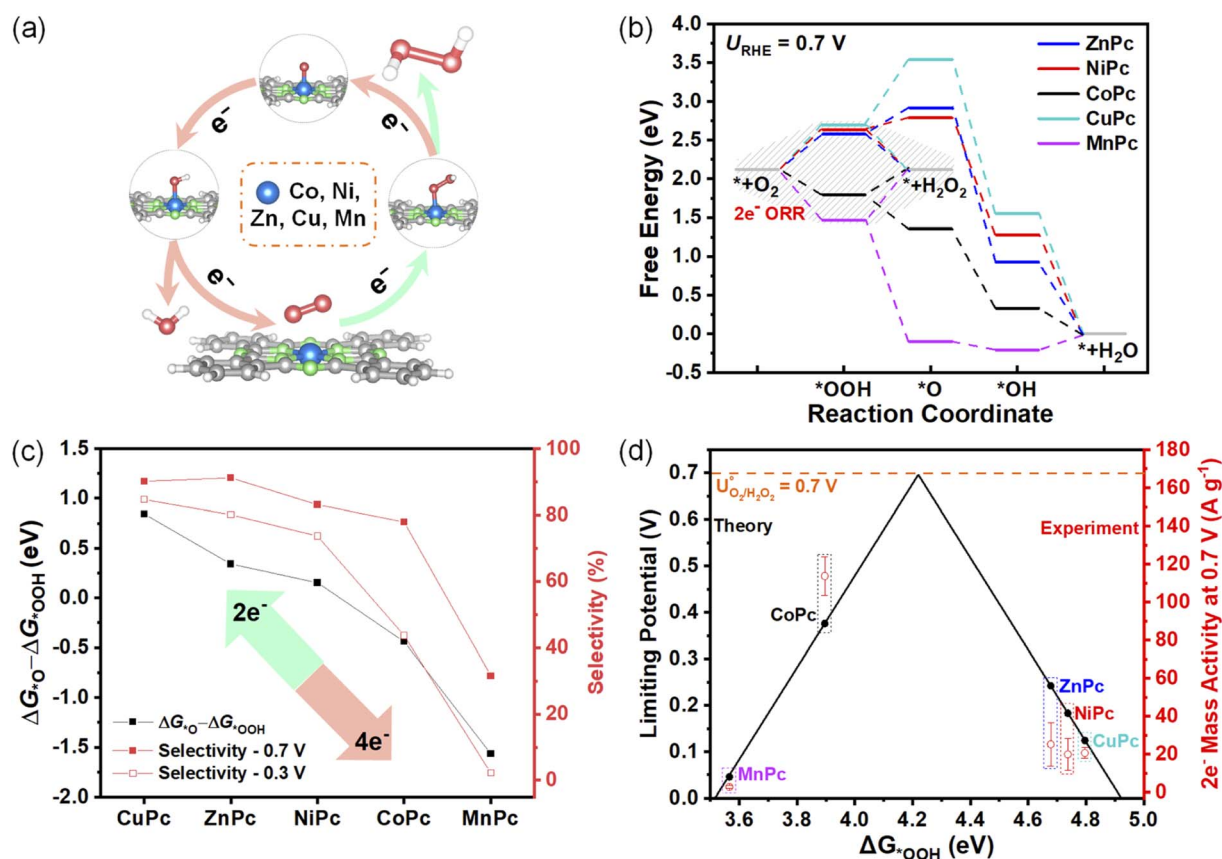 (a)
e⁻
e⁻
Co, Ni,
Zn, Cu, Mn
e⁻
e⁻
(b)
Free Energy (eV)
4.0
3.5
3.0
2.5
2.0
1.5
1.0
0.5
0.0
-0.5
U_RHE = 0.7 V
ZnPc
NiPc
CoPc
CuPc
MnPc
*+O₂
*+H₂O₂
2e⁻ ORR
*+H₂O
*OOH
*O
*OH
Reaction Coordinate
(c)
ΔG*O−ΔG*OOH (eV)
1.5
1.0
0.5
0.0
-0.5
-1.0
-1.5
-2.0
2e⁻
4e⁻
ΔG*O−ΔG*OOH
Selectivity - 0.7 V
Selectivity - 0.3 V
CuPc
ZnPc
NiPc
CoPc
MnPc
100
80
60
40
20
0
Selectivity (%)
(d)
Limiting Potential (V)
0.7
0.6
0.5
0.4
0.3
0.2
0.1
0.0
U°O₂/H₂O₂ = 0.7 V
Theory
Experiment
CoPc
ZnPc
NiPc
CuPc
MnPc
3.6
3.8
4.0
4.2
4.4
4.6
4.8
5.0
ΔG*OOH (eV)
180
160
140
120
100
80
60
40
20
0
2e⁻ Mass Activity at 0.7 V (A g⁻¹)